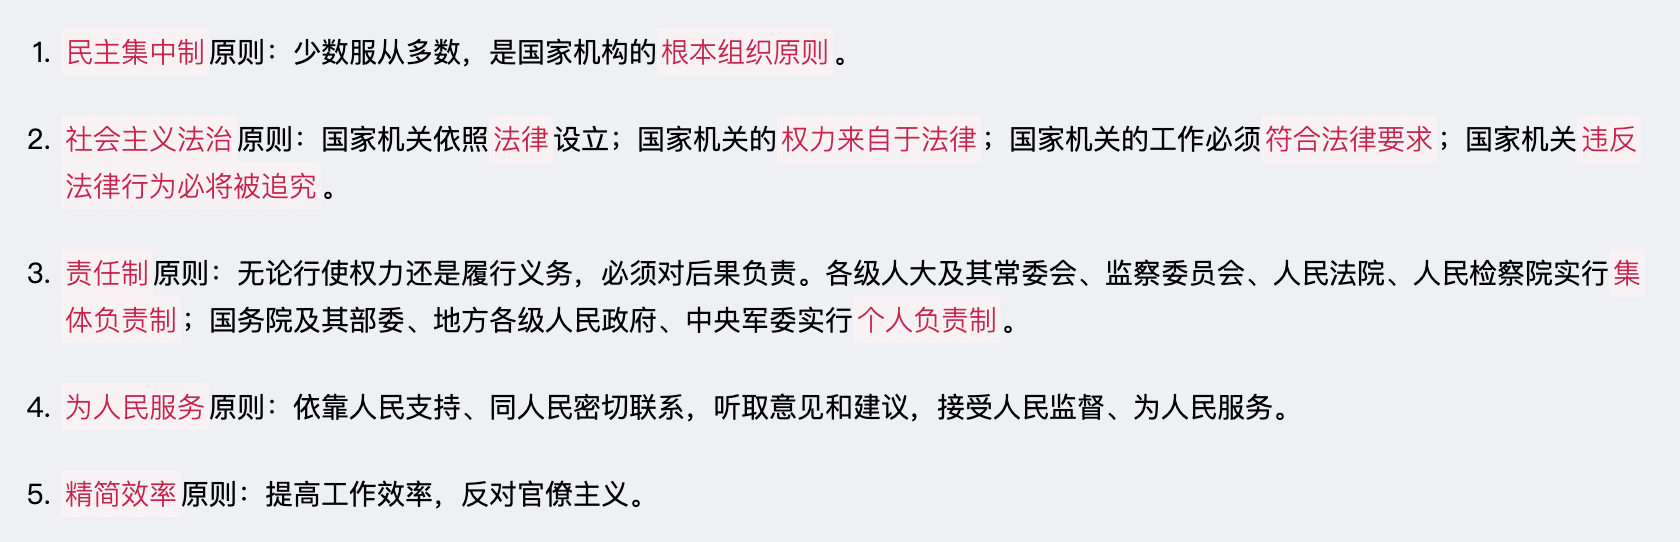 1. 民主集中制原则：少数服从多数，是国家机构的根本组织原则。
2. 社会主义法治原则：国家机关依照法律设立；国家机关的权力来自于法律；国家机关的工作必须符合法律要求；国家机关违反
法律行为必将被追究。
3. 责任制原则：无论行使权力还是履行义务，必须对后果负责。各级人大及其常委会、监察委员会、人民法院、人民检察院实行集
体负责制；国务院及其部委、地方各级人民政府、中央军委实行个人负责制。
4. 为人民服务原则：依靠人民支持、同人民密切联系，听取意见和建议，接受人民监督、为人民服务。
5. 精简效率原则：提高工作效率，反对官僚主义。